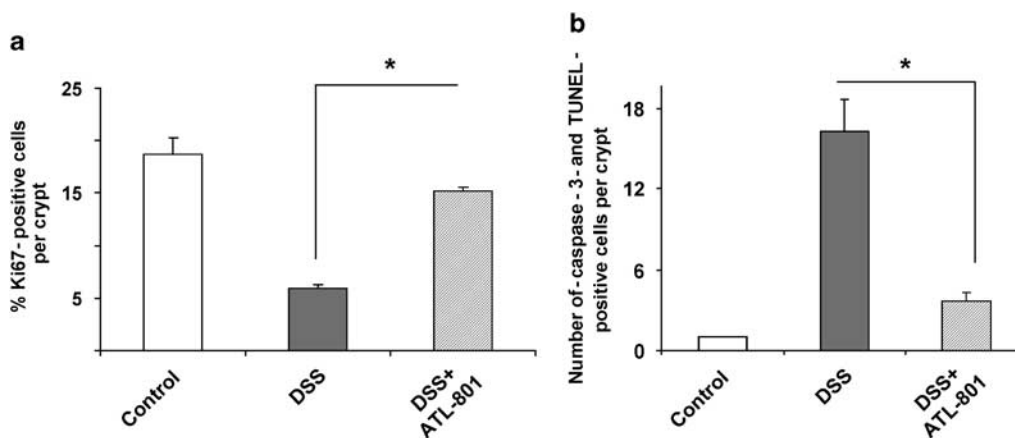 a
% Ki67-positive cells
per crypt
25
15
5
*
Control
DSS
DSS+
ATL-801
b
Number of-caspase-3-and TUNEL-
positive cells per crypt
18
12
6
0
*
Control
DSS
DSS+
ATL-801